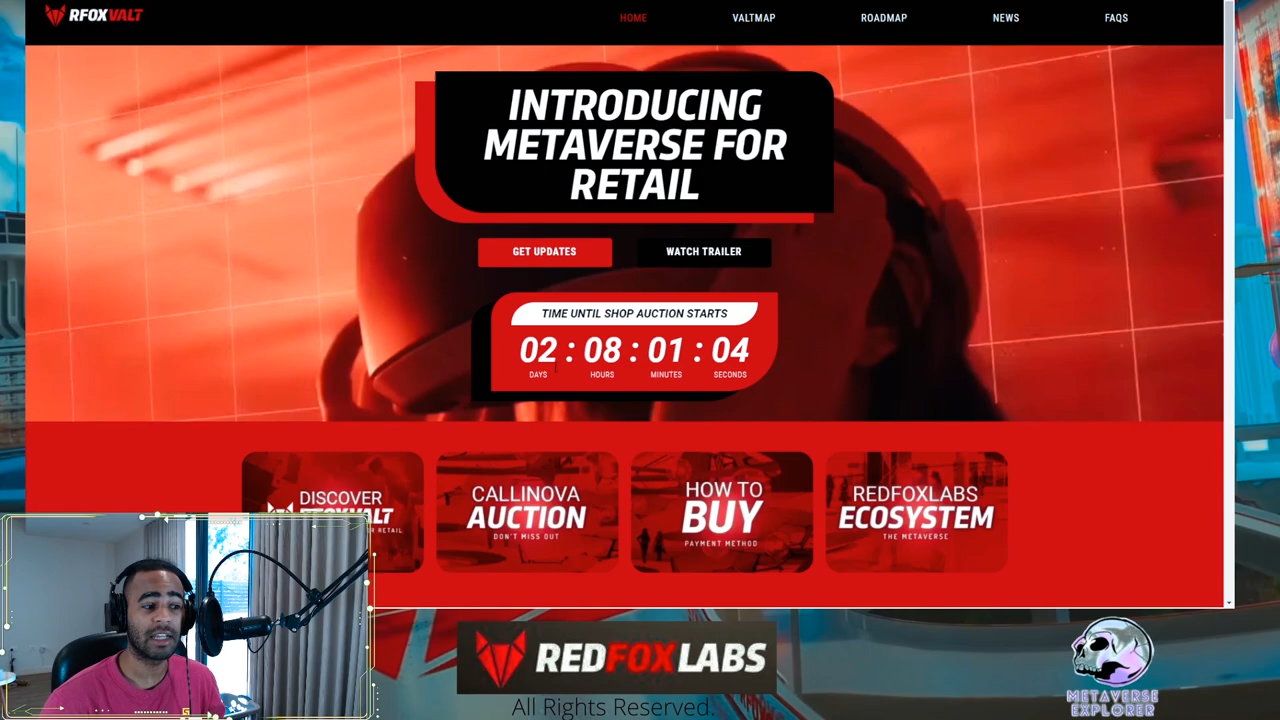 RFOXVALT
HOME
VALTMAP
ROADMAP
NEWS
FAQS
INTRODUCING
METAVERSE FOR
RETAIL
GET UPDATES
WATCH TRAILER
TIME UNTIL SHOP AUCTION STARTS
02 : 08 : 01 : 04
DAYS
HOURS
MINUTES
SECONDS
DISCOVER
CALLINOVA
AUCTION
DON'T MISS OUT
HOW TO
BUY
PAYMENT METHOD
REDFOXLABS
ECOSYSTEM
THE METAVERSE
REDFOXLABS
All Rights Reserved.
METAVERSE
EXPLORER